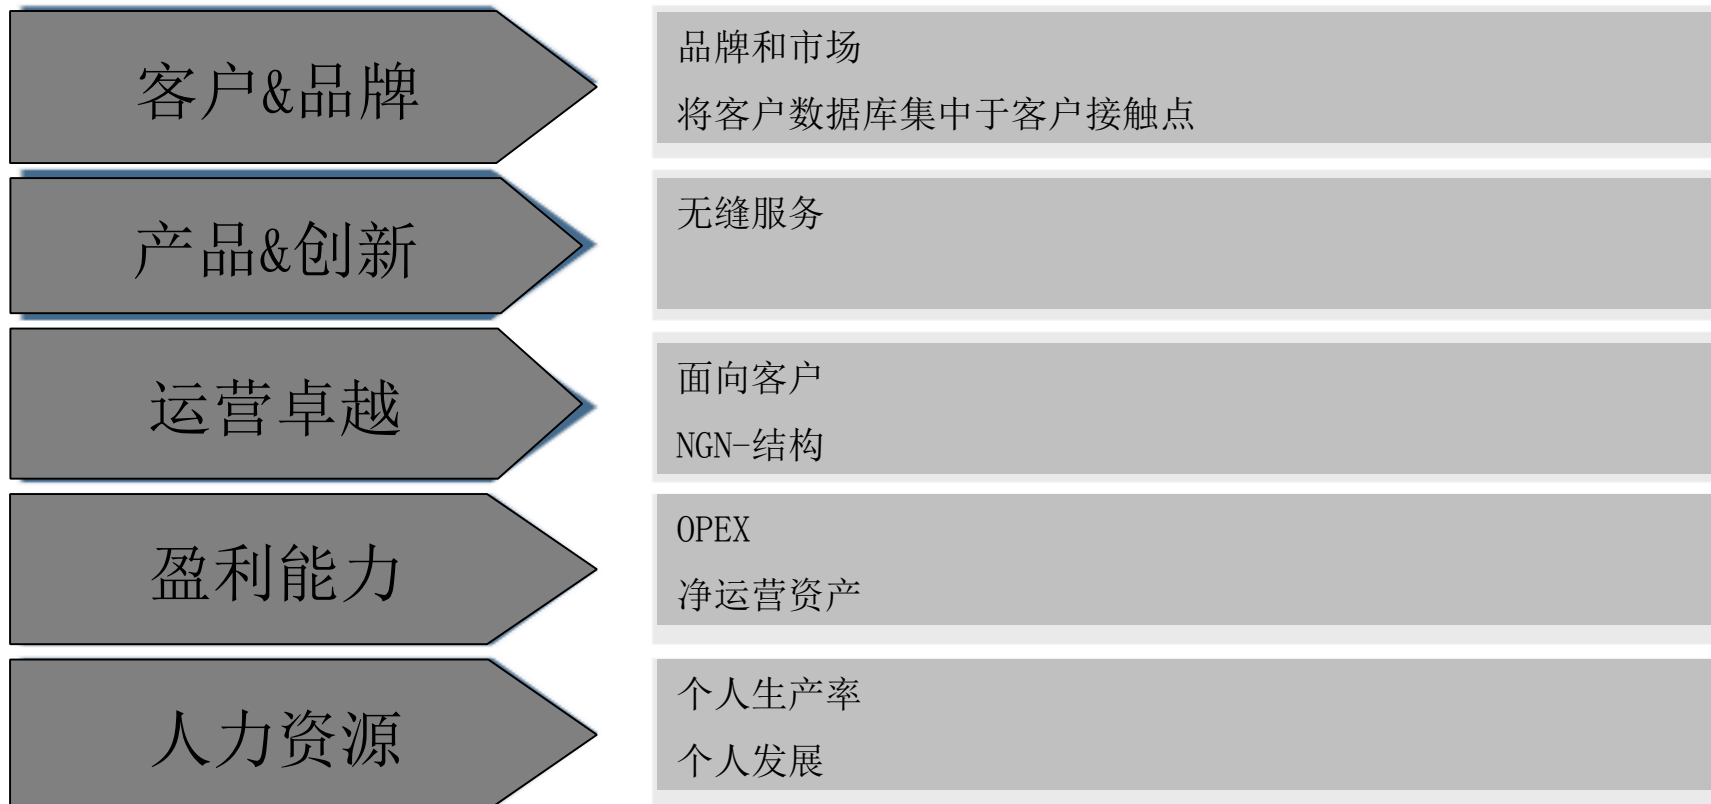 客户&品牌
品牌和市场
将客户数据库集中于客户接触点
产品&创新
无缝服务
运营卓越
面向客户
NGN-结构
盈利能力
OPEX
净运营资产
人力资源
个人生产率
个人发展